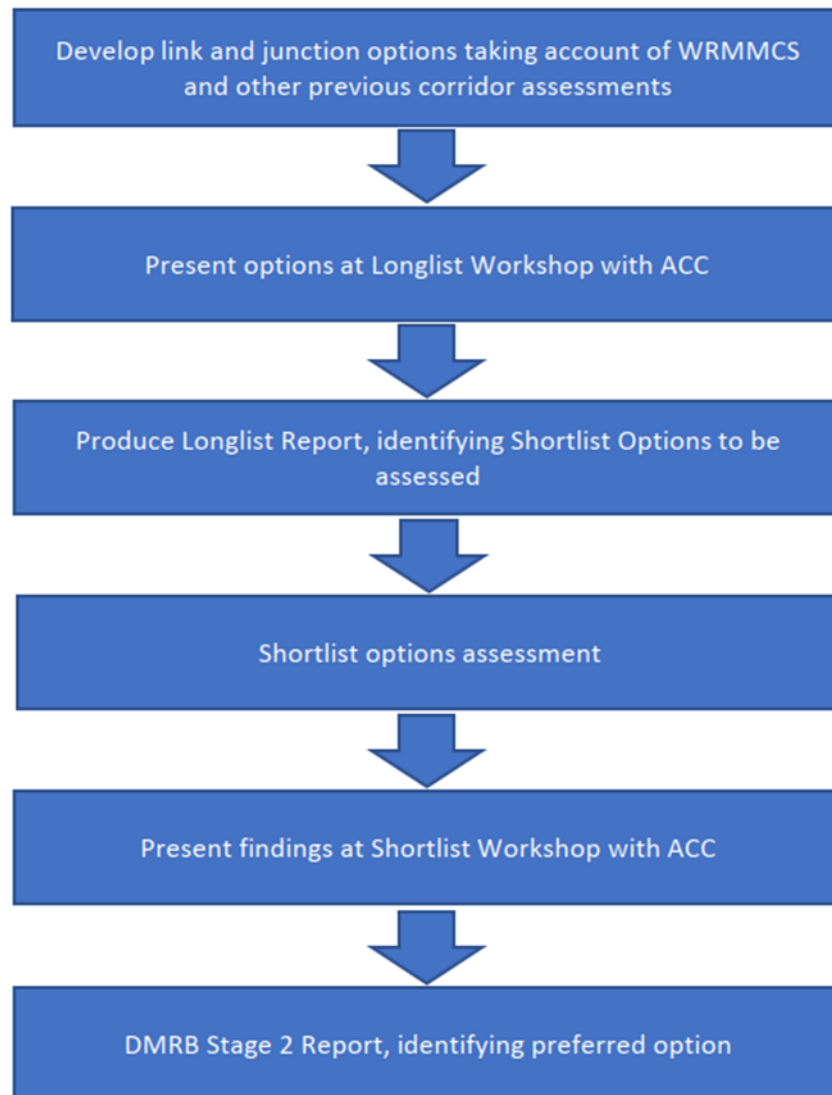 Develop link and junction options taking account of WRMMCS
and other previous corridor assessments
Present options at Longlist Workshop with ACC
Produce Longlist Report, identifying Shortlist Options to be
assessed
Shortlist options assessment
Present findings at Shortlist Workshop with ACC
DMRB Stage 2 Report, identifying preferred option